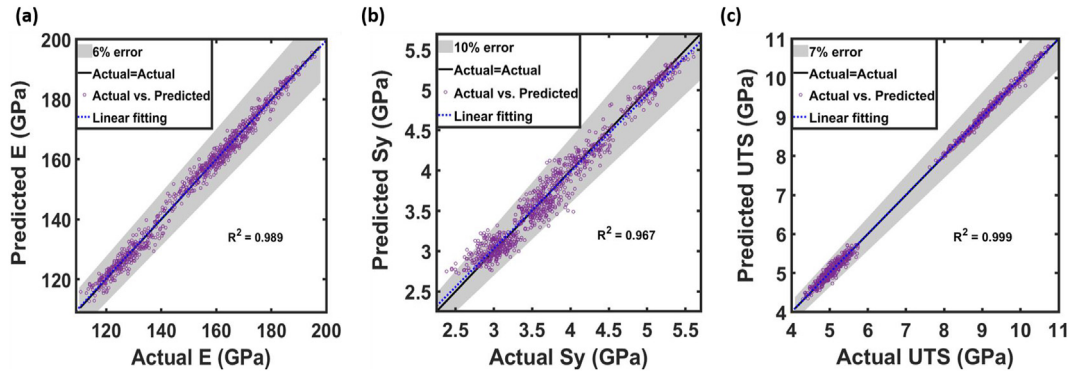 (a)
200
6% error
Actual=Actual
Actual vs. Predicted
Linear fitting
180
160
140
120
Predicted E (GPa)
R2 = 0.989
120 140 160 180 200
Actual E (GPa)
(b)
5.5
10% error
Actual=Actual
Actual vs. Predicted
Linear fitting
5
4.5
4
3.5
3
2.5
Predicted Sy (GPa)
R2 = 0.967
2.5 3 3.5 4 4.5 5 5.5
Actual Sy (GPa)
(c)
11
7% error
Actual=Actual
Actual vs. Predicted
Linear fitting
10
9
8
7
6
5
4
Predicted UTS (GPa)
R2 = 0.999
4 5 6 7 8 9 10 11
Actual UTS (GPa)